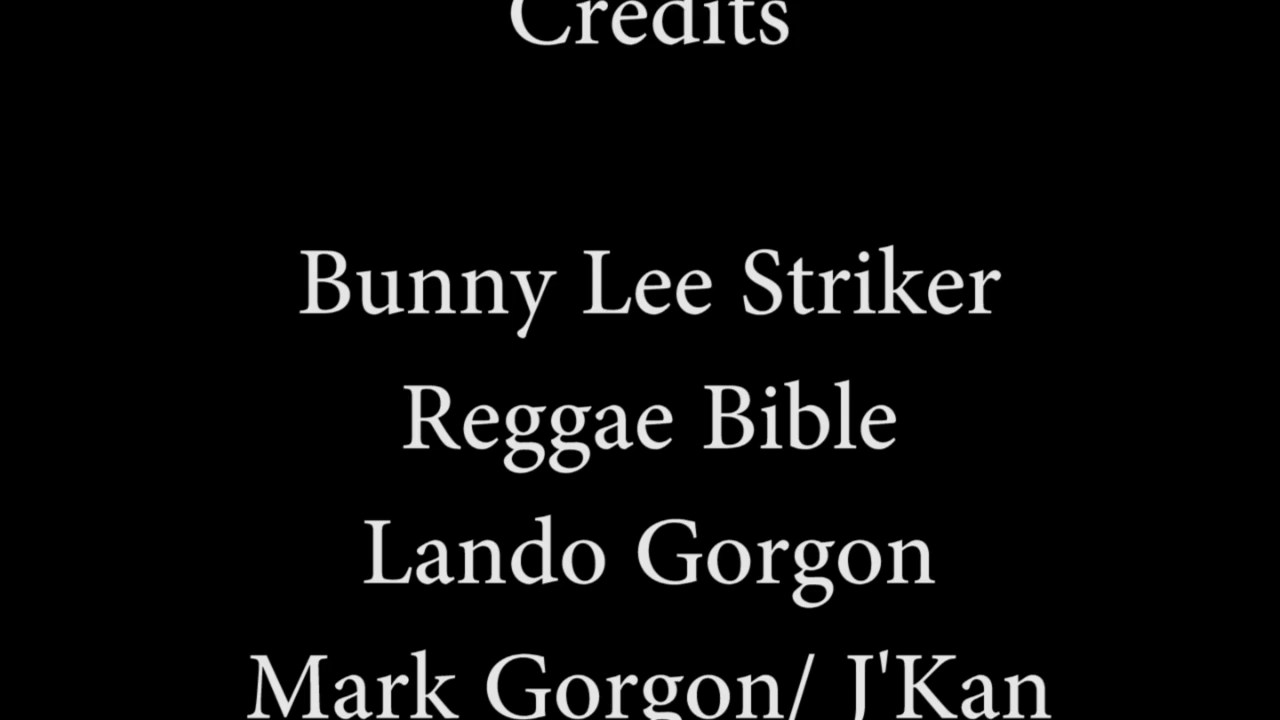 Credits
Bunny Lee Striker
Reggae Bible
Lando Gorgon
Mark Gorgon/ J'Kan